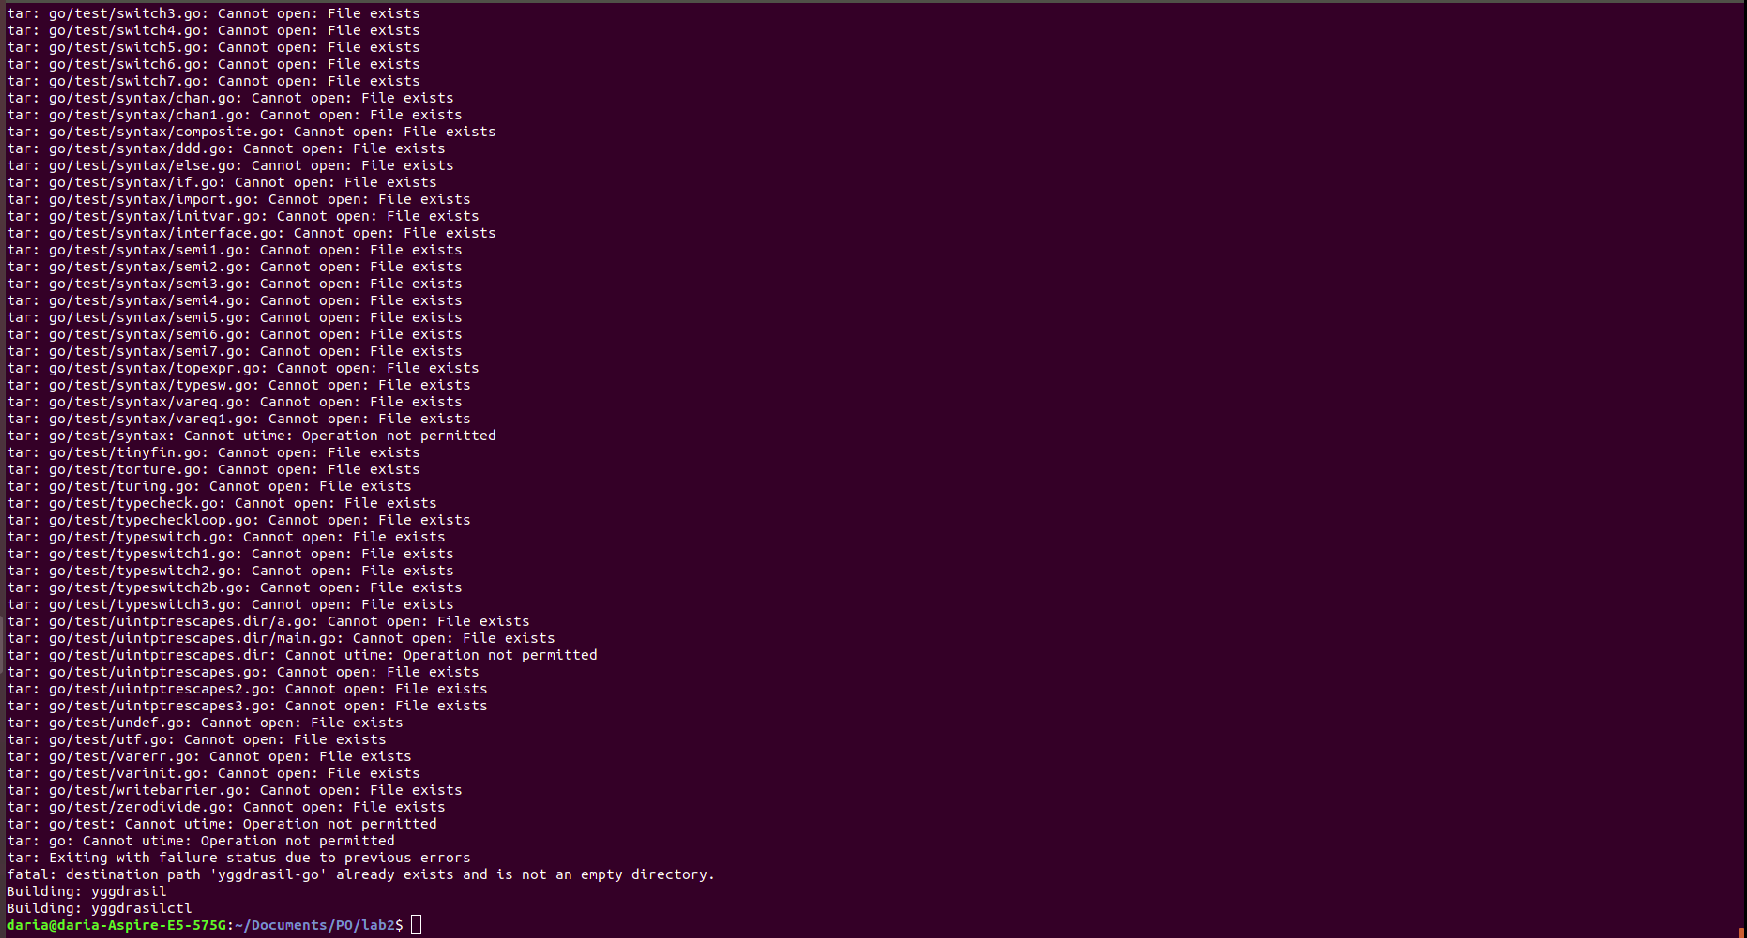 tar: go/test/switch3.go: Cannot open: File exists
tar: go/test/switch4.go: Cannot open: File exists
tar: go/test/switch5.go: Cannot open: File exists
tar: go/test/switch6.go: Cannot open: File exists
tar: go/test/switch7.go: Cannot open: File exists
tar: go/test/syntax/chan.go: Cannot open: File exists
tar: go/test/syntax/chan1.go: Cannot open: File exists
tar: go/test/syntax/composite.go: Cannot open: File exists
tar: go/test/syntax/ddd.go: Cannot open: File exists
tar: go/test/syntax/else.go: Cannot open: File exists
tar: go/test/syntax/if.go: Cannot open: File exists
tar: go/test/syntax/import.go: Cannot open: File exists
tar: go/test/syntax/initvar.go: Cannot open: File exists
tar: go/test/syntax/interface.go: Cannot open: File exists
tar: go/test/syntax/semi1.go: Cannot open: File exists
tar: go/test/syntax/semi2.go: Cannot open: File exists
tar: go/test/syntax/semi3.go: Cannot open: File exists
tar: go/test/syntax/semi4.go: Cannot open: File exists
tar: go/test/syntax/semi5.go: Cannot open: File exists
tar: go/test/syntax/semi6.go: Cannot open: File exists
tar: go/test/syntax/semi7.go: Cannot open: File exists
tar: go/test/syntax/topexpr.go: Cannot open: File exists
tar: go/test/syntax/typesw.go: Cannot open: File exists
tar: go/test/syntax/vareq.go: Cannot open: File exists
tar: go/test/syntax/vareq1.go: Cannot open: File exists
tar: go/test/syntax: Cannot utime: Operation not permitted
tar: go/test/tinyfin.go: Cannot open: File exists
tar: go/test/torture.go: Cannot open: File exists
tar: go/test/turing.go: Cannot open: File exists
tar: go/test/typecheck.go: Cannot open: File exists
tar: go/test/typecheckloop.go: Cannot open: File exists
tar: go/test/typeswitch.go: Cannot open: File exists
tar: go/test/typeswitch1.go: Cannot open: File exists
tar: go/test/typeswitch2.go: Cannot open: File exists
tar: go/test/typeswitch2b.go: Cannot open: File exists
tar: go/test/typeswitch3.go: Cannot open: File exists
tar: go/test/uintptrescapes.dir/a.go: Cannot open: File exists
tar: go/test/uintptrescapes.dir/main.go: Cannot open: File exists
tar: go/test/uintptrescapes.dir: Cannot utime: Operation not permitted
tar: go/test/uintptrescapes.go: Cannot open: File exists
tar: go/test/uintptrescapes2.go: Cannot open: File exists
tar: go/test/uintptrescapes3.go: Cannot open: File exists
tar: go/test/undef.go: Cannot open: File exists
tar: go/test/utf.go: Cannot open: File exists
tar: go/test/varerr.go: Cannot open: File exists
tar: go/test/varinit.go: Cannot open: File exists
tar: go/test/writebarrier.go: Cannot open: File exists
tar: go/test/zerodivide.go: Cannot open: File exists
tar: go/test: Cannot utime: Operation not permitted
tar: go: Cannot utime: Operation not permitted
tar: Exiting with failure status due to previous errors
fatal: destination path 'yggdrasil-go' already exists and is not an empty directory.
Building: yggdrasil
Building: yggdrasilctl
daria@daria-Aspire-E5-575G:~/Documents/PO/lab2$